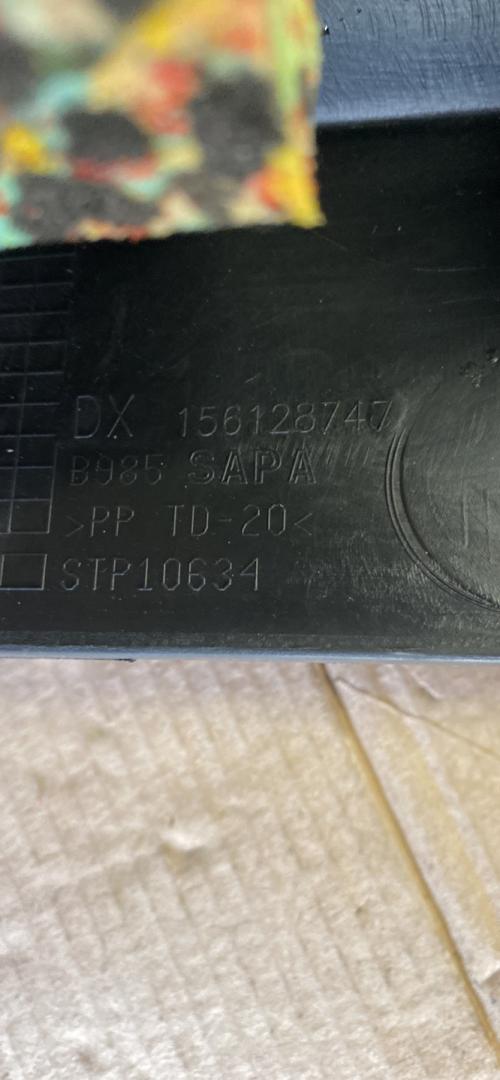 DX 156128747
B985 SAPA
>PP TD-20<
STP10634